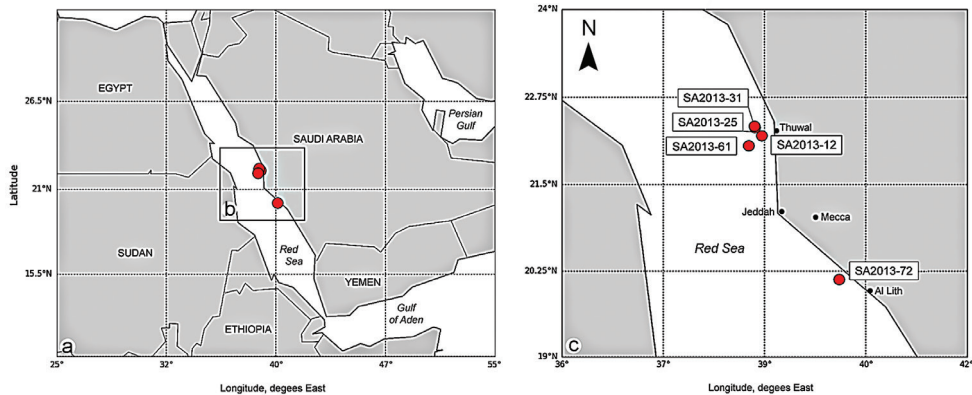 EGYPT
Persian
Gulf
SAUDI ARABIA
b
SUDAN
Red
Sea
YEMEN
ETHIOPIA
Gulf
of Aden
a
26.5°N
21°N
15.5°N
Latitude
25°E
32°E
40°E
47°E
55°E
Longitude, degees East
24°N
22.75°N
21.5°N
20.25°N
19°N
N
SA2013-31
SA2013-25
SA2013-61
SA2013-12
Thuwal
Jeddah
Mecca
Red Sea
SA2013-72
Al Lith
c
36°E
37°E
39°E
40°E
42°E
Longitude, degees East